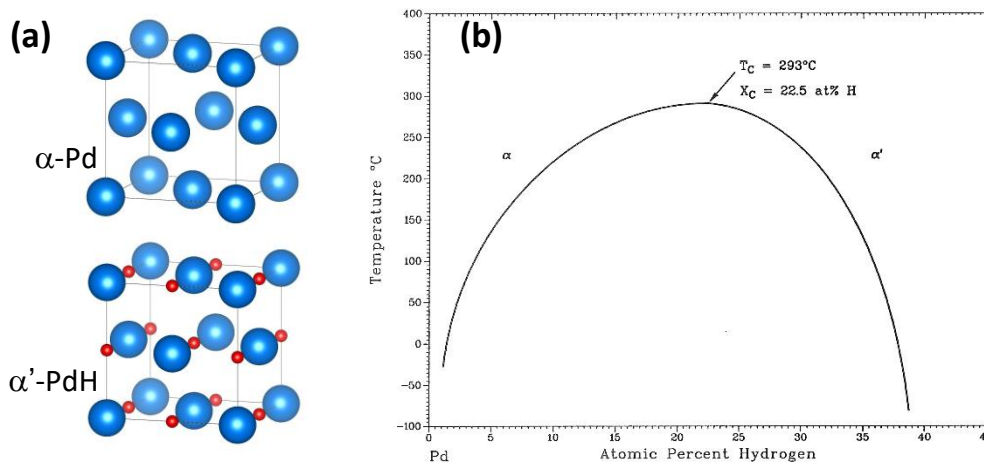 (a)
α-Pd
α'-PdH
(b)
400
350
300
250
200
150
100
50
0
-50
-100
Temperature °C
T_C = 293°C
X_C = 22.5 at% H
α
α'
0
5
10
15
20
25
30
35
40
Pd
Atomic Percent Hydrogen